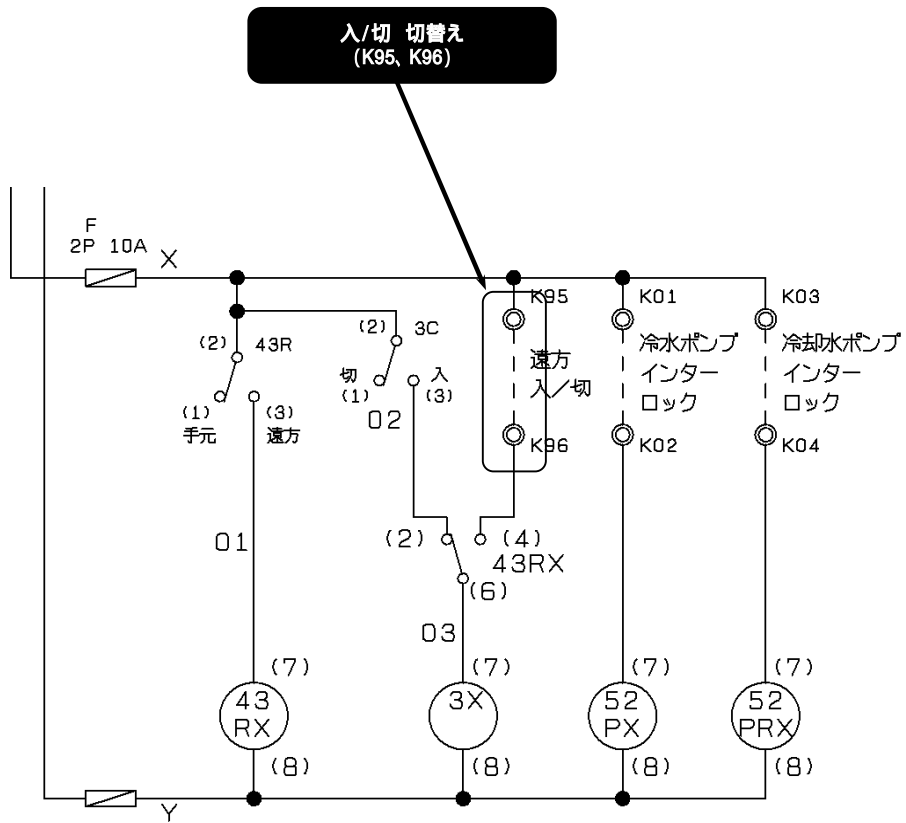 入/切 切替え
(K95、K96)
F
2P 10A
X
K95
K01
K03
(2)
43R
(2)
3C
切
(1)
入
(3)
(1)
手元
(3)
遠方
02
遠方
入/切
冷水ポンプ
インター
ロック
冷却水ポンプ
インター
ロック
K96
K02
K04
01
(2)
(4)
43RX
(6)
03
(7)
(7)
(7)
(7)
43
RX
3X
52
PX
52
PRX
(8)
(8)
(8)
(8)
Y